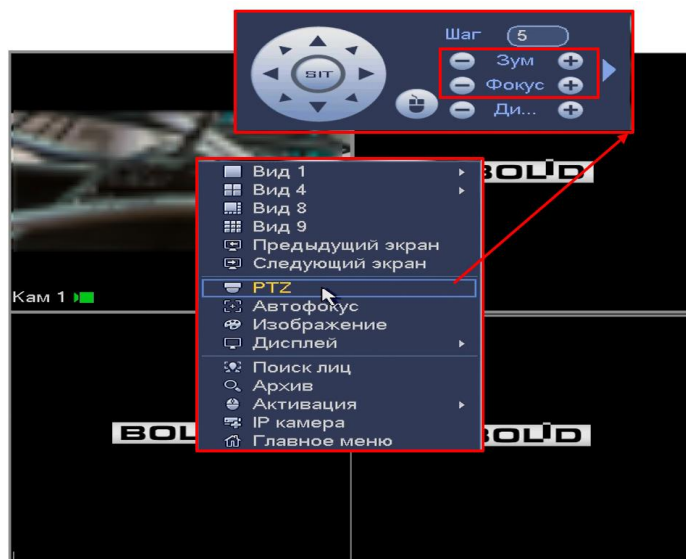 Шаг 5
Зум
SIT
Фокус
Ди...
BOLID
Вид 1
Вид 4
Вид 8
Вид 9
Предыдущий экран
Следующий экран
PTZ
Кам 1
Автофокус
Изображение
Дисплей
Поиск лиц
Архив
Активация
IP камера
BOL
BOLID
Главное меню